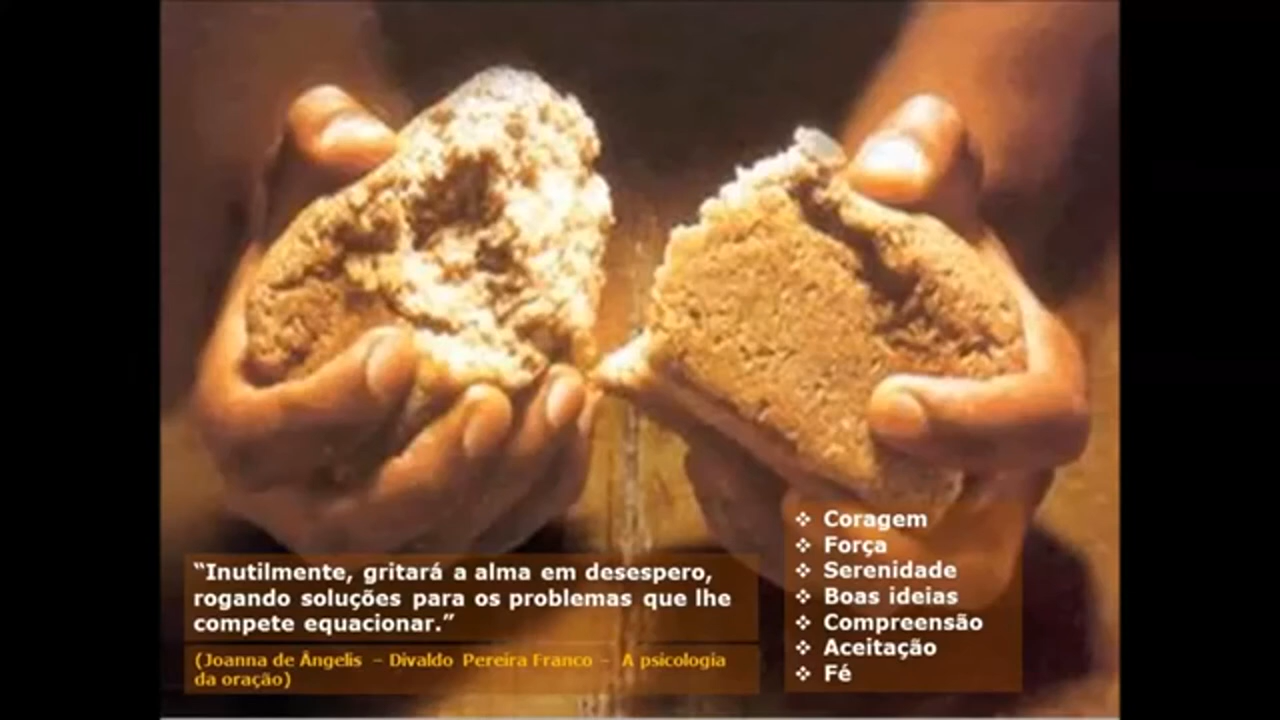 “Inutilmente, gritará a alma em desespero,
rogando soluções para os problemas que lhe
compete equacionar.”
(Joanna de Ângelis – Divaldo Pereira Franco – A psicologia
da oração)
❖ Coragem
❖ Força
❖ Serenidade
❖ Boas ideias
❖ Compreensão
❖ Aceitação
❖ Fé